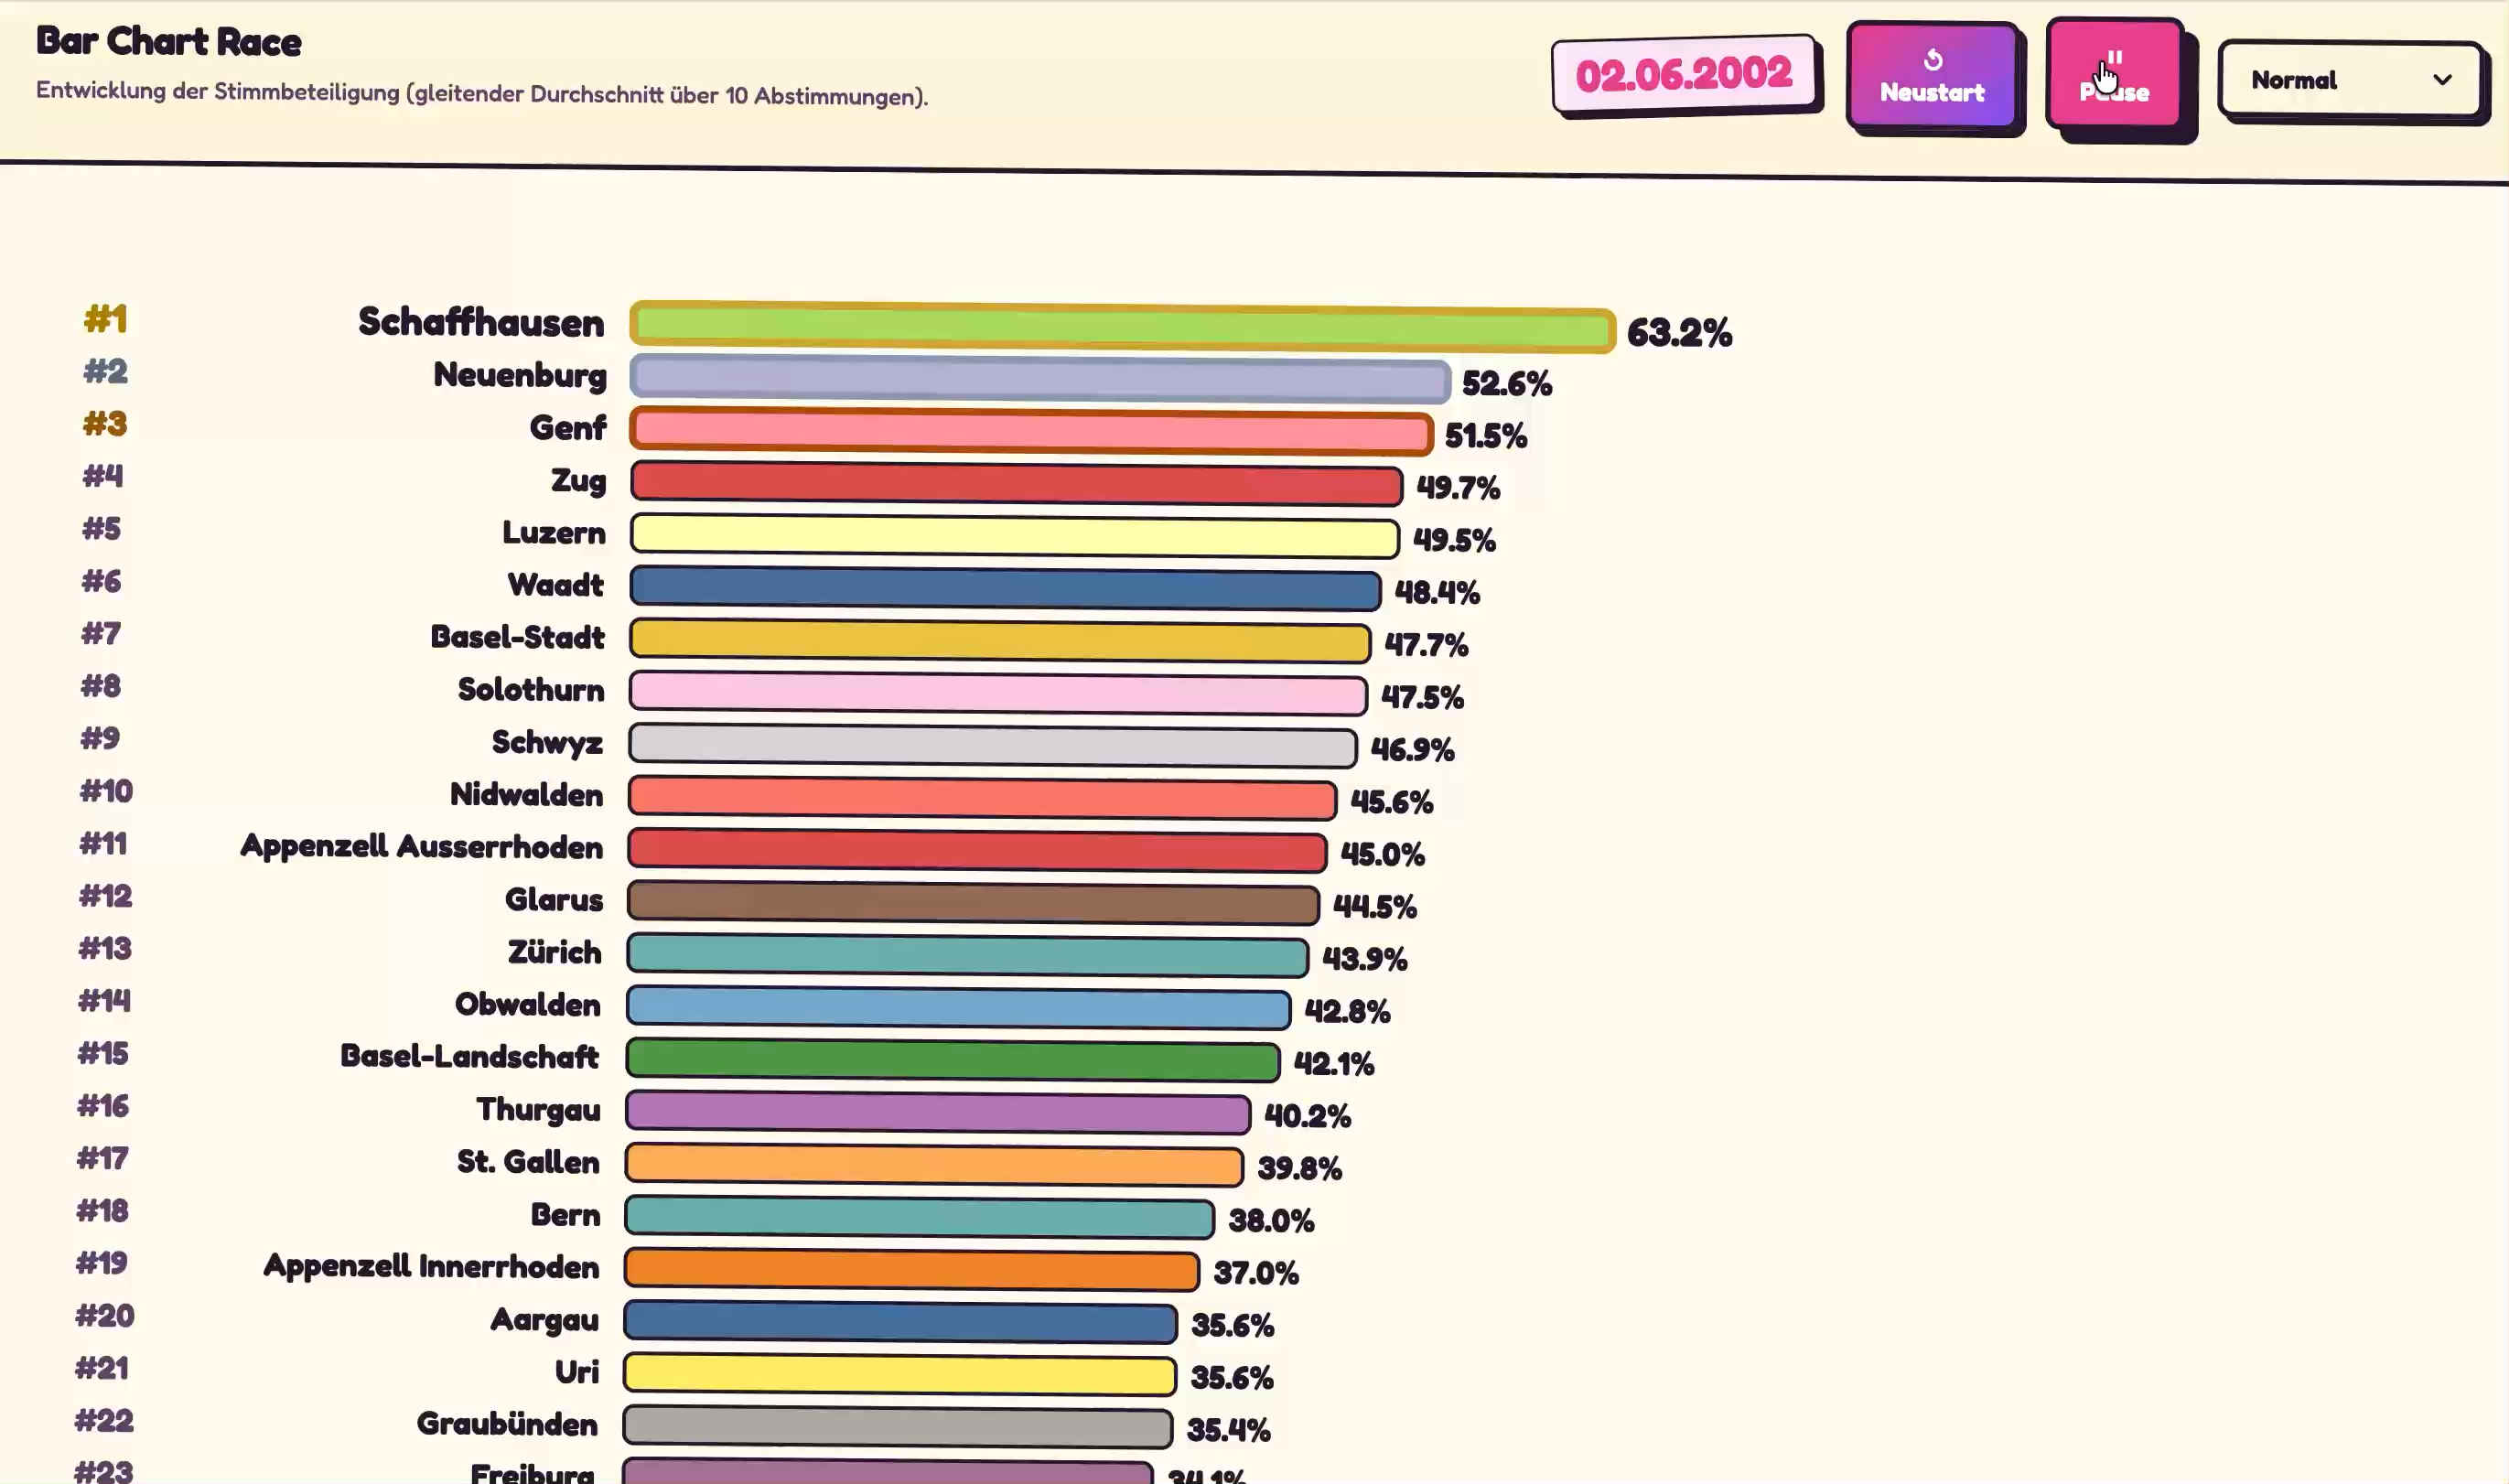 Bar Chart Race
Entwicklung der Stimmbeteiligung (gleitender Durchschnitt über 10 Abstimmungen).
02.06.2002
Neustart
Pause
Normal
#1 Schaffhausen 63.2%
#2 Neuenburg 52.6%
#3 Genf 51.5%
#4 Zug 49.7%
#5 Luzern 49.5%
#6 Waadt 48.4%
#7 Basel-Stadt 47.7%
#8 Solothurn 47.5%
#9 Schwyz 46.9%
#10 Nidwalden 45.6%
#11 Appenzell Ausserrhoden 45.0%
#12 Glarus 44.5%
#13 Zürich 43.9%
#14 Obwalden 42.8%
#15 Basel-Landschaft 42.1%
#16 Thurgau 40.2%
#17 St. Gallen 39.8%
#18 Bern 38.0%
#19 Appenzell Innerrhoden 37.0%
#20 Aargau 35.6%
#21 Uri 35.6%
#22 Graubünden 35.4%
#23 Freiburg 34.1%